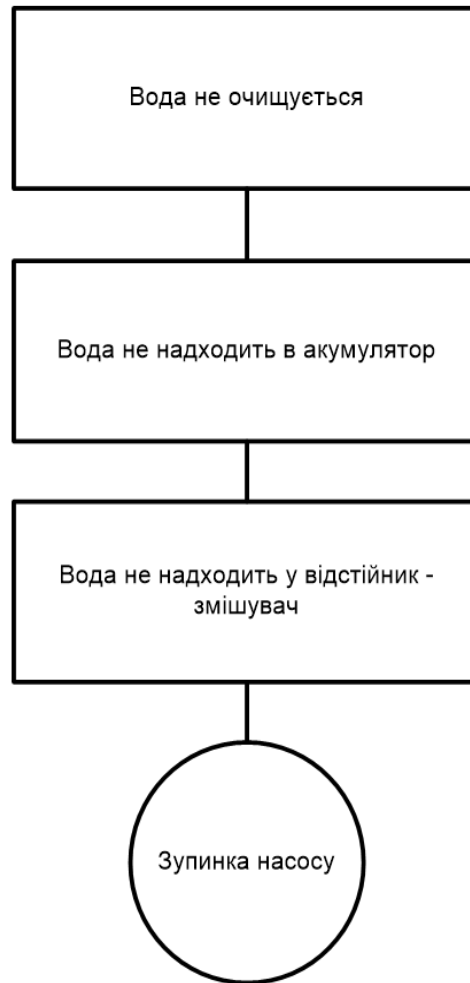 Вода не очищується
Вода не надходить в акумулятор
Вода не надходить у відстійник -
змішувач
Зупинка насосу